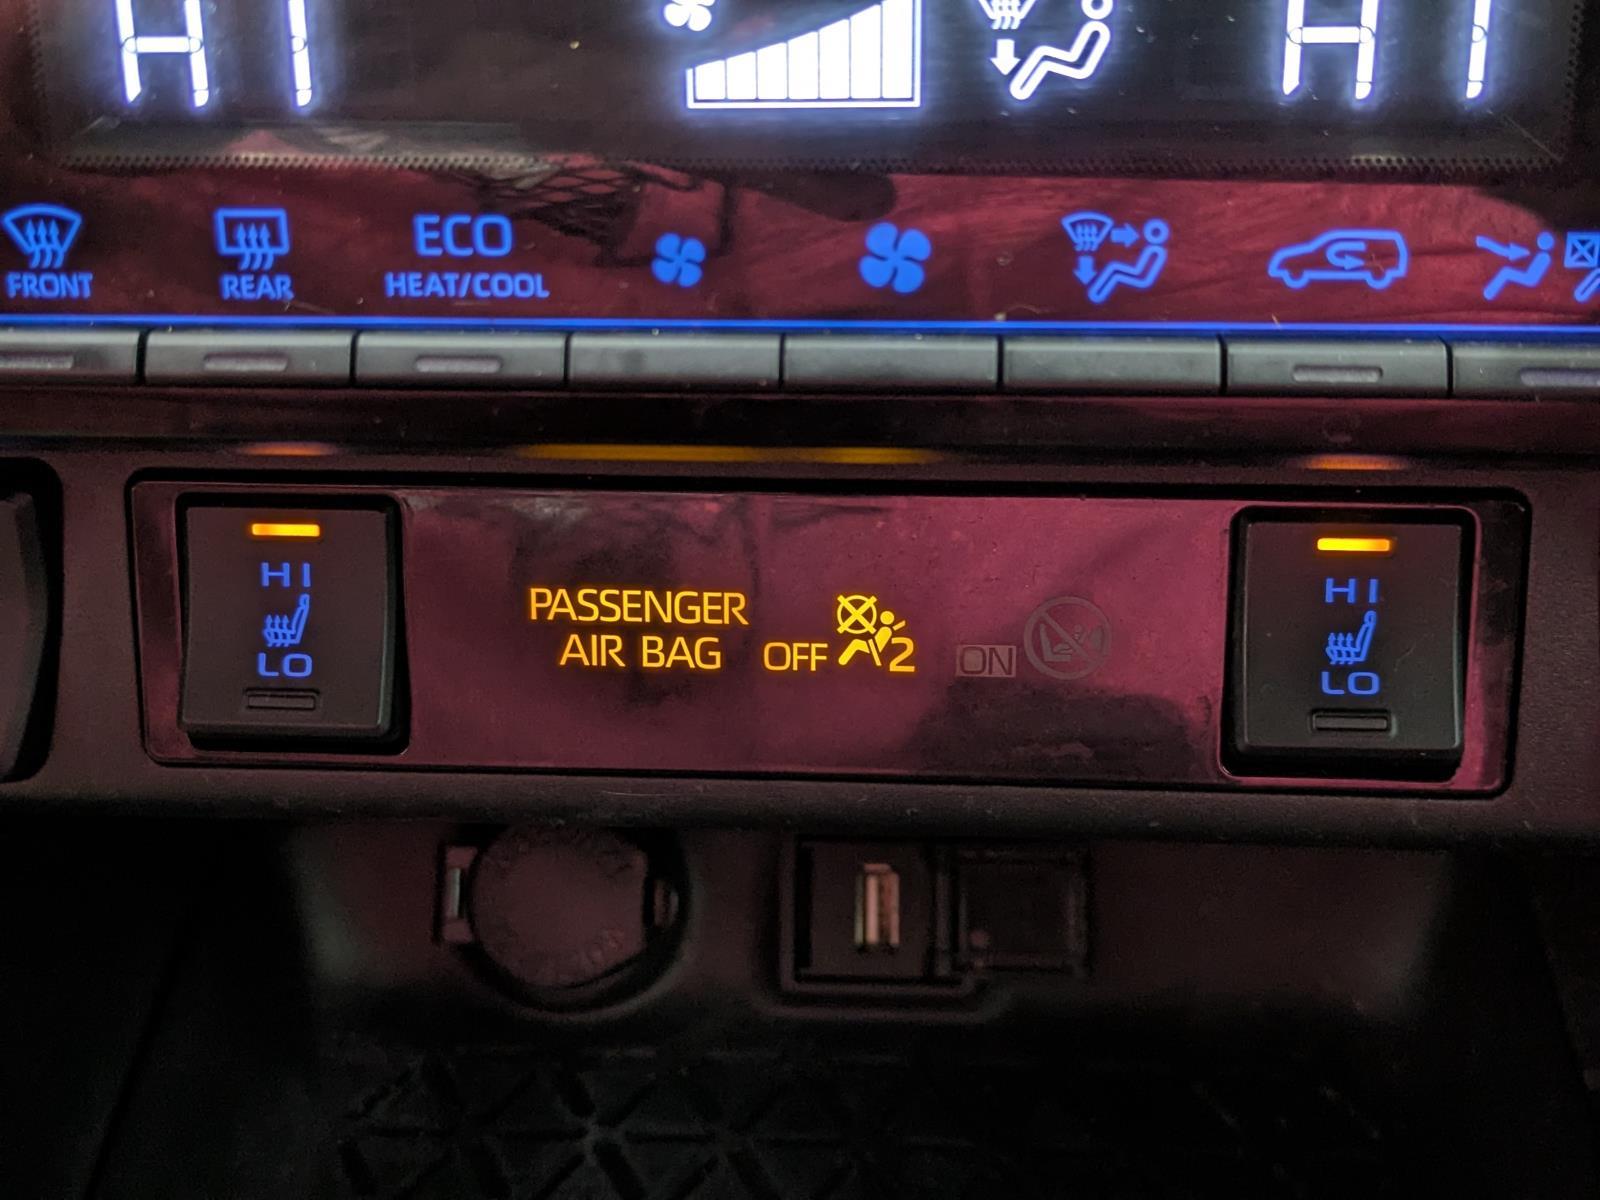 HI HI
FRONT
REAR
ECO
HEAT/COOL
HI
LO
PASSENGER
AIR BAG
OFF 2
ON
HI
LO